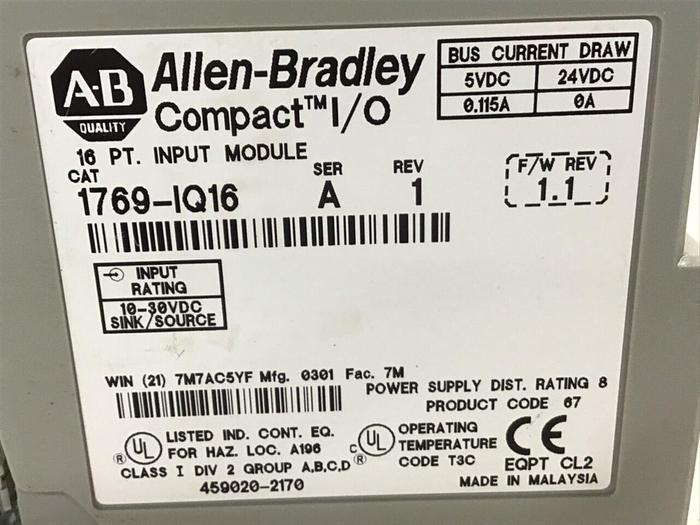 A-B
QUALITY
Allen-Bradley
Compact™ I/O
BUS CURRENT DRAW
5VDC 24VDC
0.115A 0A
16 PT. INPUT MODULE
CAT SER REV
1769-IQ16 A 1
F/W REV
1.1
INPUT
RATING
10-30VDC
SINK/SOURCE
WIN (21) 7M7AC5YF Mfg. 0301 Fac. 7M
POWER SUPPLY DIST. RATING 8
PRODUCT CODE 67
UL ® LISTED IND. CONT. EQ.
FOR HAZ. LOC. A196
CLASS I DIV 2 GROUP A,B,C,D
459020-2170
C UL ® OPERATING
TEMPERATURE
CODE T3C
CE
EQPT CL2
MADE IN MALAYSIA